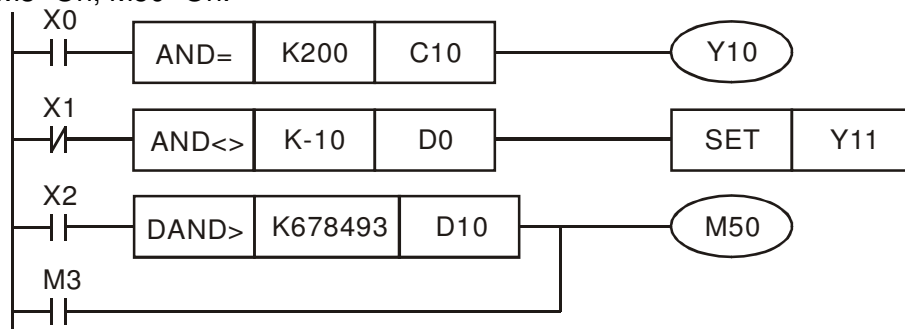 X0
AND= K200 C10 Y10
X1
AND<> K-10 D0 SET Y11
X2
DAND> K678493 D10 M50
M3